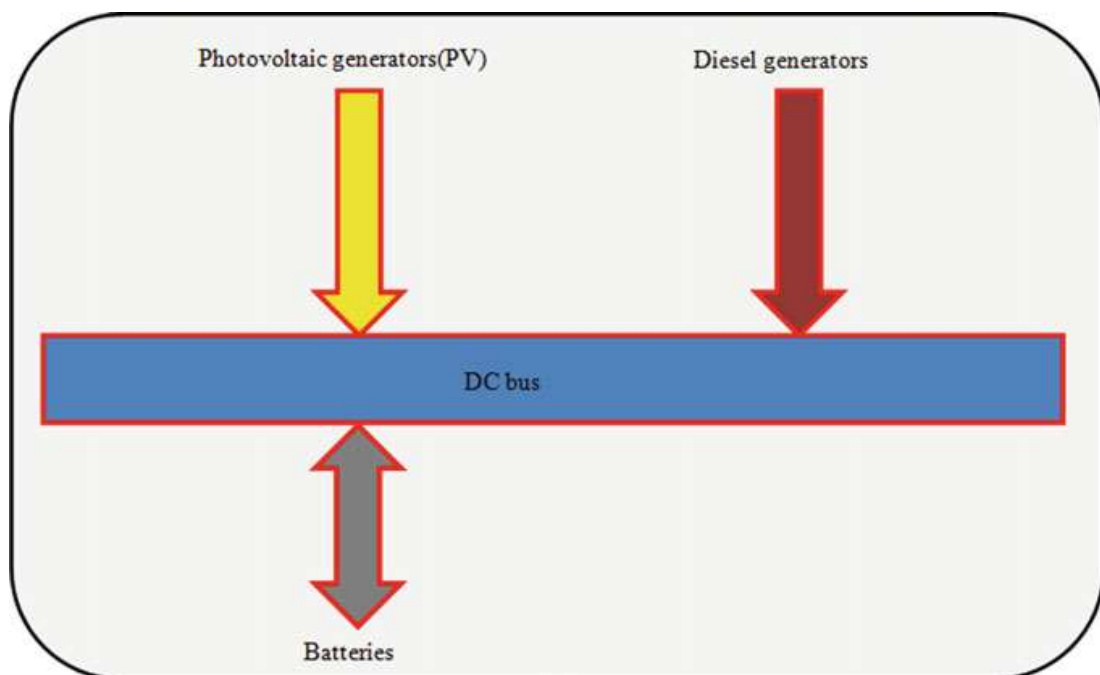 Photovoltaic generators(PV)
Diesel generators
DC bus
Batteries